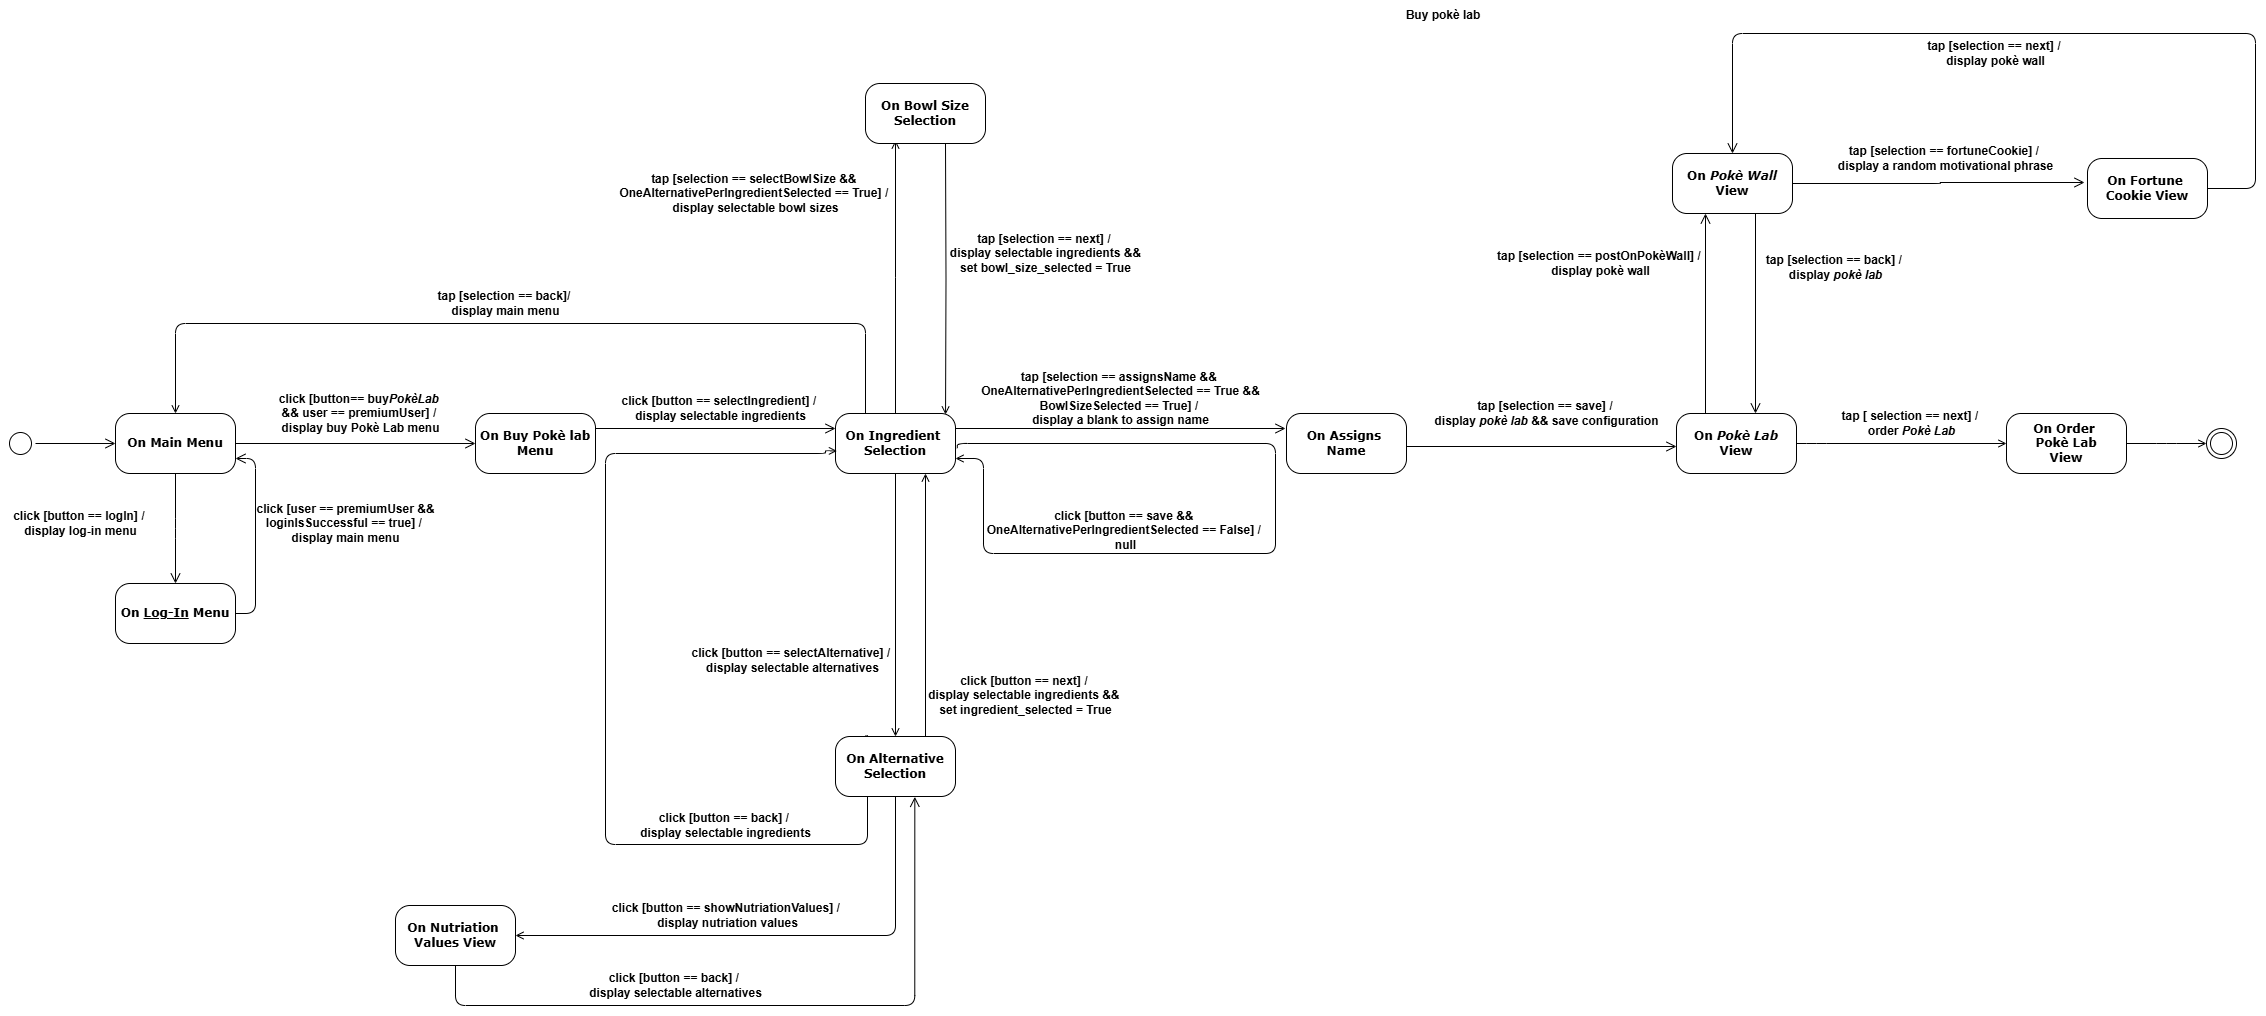 Buy pokè lab
tap [selection == next] /
display pokè wall
On Bowl Size
Selection
tap [selection == selectBowlSize &&
OneAlternativePerIngredientSelected == True] /
display selectable bowl sizes
tap [selection == next] /
display selectable ingredients &&
set bowl_size_selected = True
On Pokè Wall
View
tap [selection == fortuneCookie] /
display a random motivational phrase
On Fortune
Cookie View
tap [selection == postOnPokèWall] /
display pokè wall
tap [selection == back] /
display pokè lab
tap [selection == back]/
display main menu
On Main Menu
click [button== buyPokèLab
&& user == premiumUser] /
display buy Pokè Lab menu
On Buy Pokè lab
Menu
click [button == selectIngredient] /
display selectable ingredients
On Ingredient
Selection
tap [selection == assignsName &&
OneAlternativePerIngredientSelected == True &&
BowlSizeSelected == True] /
display a blank to assign name
On Assigns
Name
tap [selection == save] /
display pokè lab && save configuration
On Pokè Lab
View
tap [ selection == next] /
order Pokè Lab
On Order
Pokè Lab
View
click [button == logIn] /
display log-in menu
click [user == premiumUser &&
loginIsSuccessful == true] /
display main menu
On Log-In Menu
click [button == save &&
OneAlternativePerIngredientSelected == False] /
null
click [button == selectAlternative] /
display selectable alternatives
click [button == next] /
display selectable ingredients &&
set ingredient_selected = True
On Alternative
Selection
click [button == back] /
display selectable ingredients
On Nutriation
Values View
click [button == showNutriationValues] /
display nutriation values
click [button == back] /
display selectable alternatives